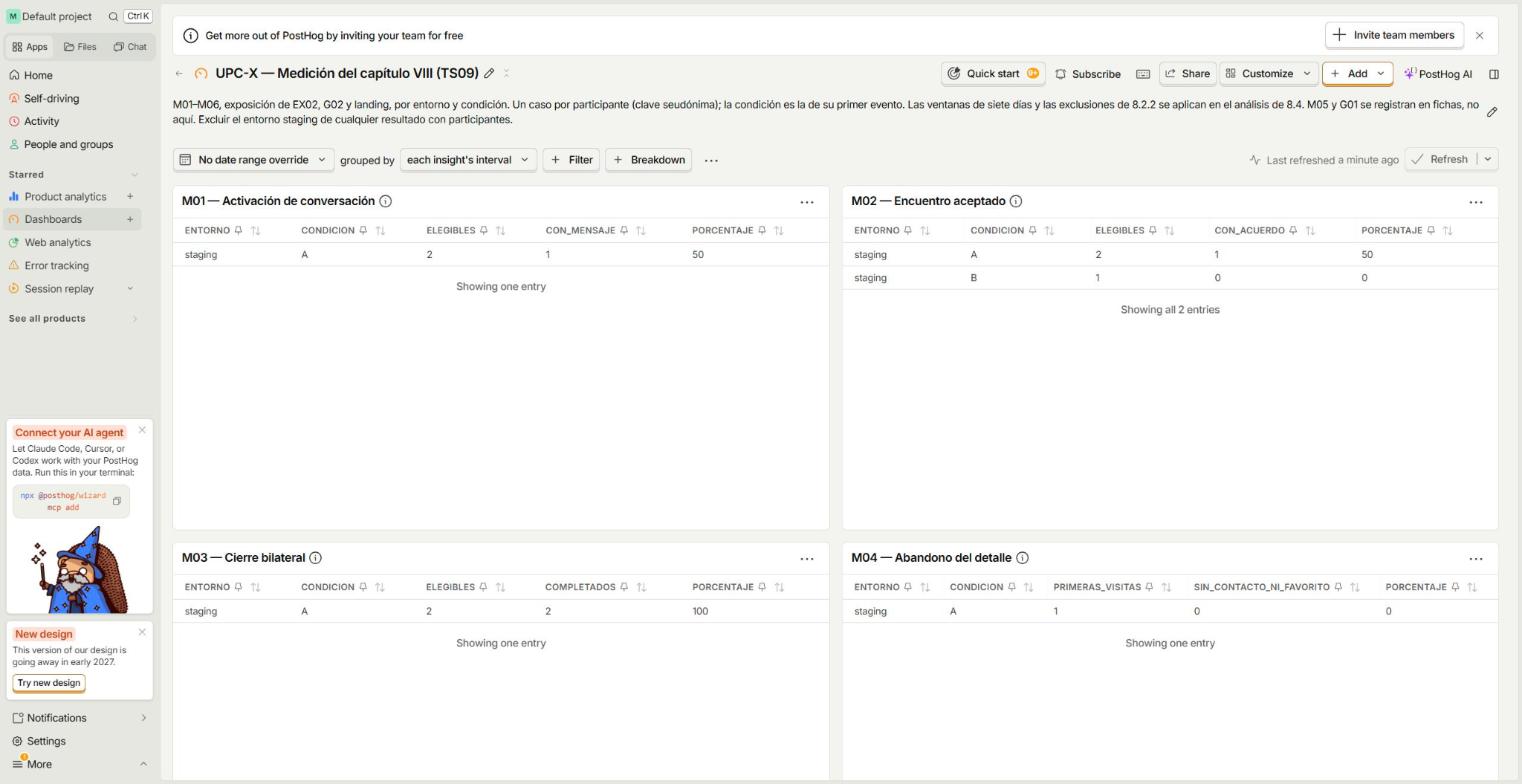 M Default project Ctrl K
Apps Files Chat
Home
Self-driving
Activity
People and groups
Starred
Product analytics +
Dashboards +
Web analytics
Error tracking
Session replay
See all products
Connect your AI agent
Let Claude Code, Cursor, or
Codex work with your PostHog
data. Run this in your terminal:
npx @posthog/wizard
mcp add
New design
This version of our design is
going away in early 2027.
Try new design
Notifications
Settings
More
Get more out of PostHog by inviting your team for free
Invite team members
UPC-X — Medición del capítulo VIII (TS09)
Quick start 9+ Subscribe Share Customize + Add PostHog AI
M01–M06, exposición de EX02, G02 y landing, por entorno y condición. Un caso por participante (clave seudónima); la condición es la de su primer evento. Las ventanas de siete días y las exclusiones de 8.2.2 se aplican en el análisis de 8.4. M05 y G01 se registran en fichas, no
aquí. Excluir el entorno staging de cualquier resultado con participantes.
No date range override grouped by each insight's interval + Filter + Breakdown ...
Last refreshed a minute ago Refresh
M01 — Activación de conversación
ENTORNO CONDICION ELEGIBLES CON_MENSAJE PORCENTAJE
staging A 2 1 50
Showing one entry
M02 — Encuentro aceptado
ENTORNO CONDICION ELEGIBLES CON_ACUERDO PORCENTAJE
staging A 2 1 50
staging B 1 0 0
Showing all 2 entries
M03 — Cierre bilateral
ENTORNO CONDICION ELEGIBLES COMPLETADOS PORCENTAJE
staging A 2 2 100
Showing one entry
M04 — Abandono del detalle
ENTORNO CONDICION PRIMERAS_VISITAS SIN_CONTACTO_NI_FAVORITO PORCENTAJE
staging A 1 0 0
Showing one entry